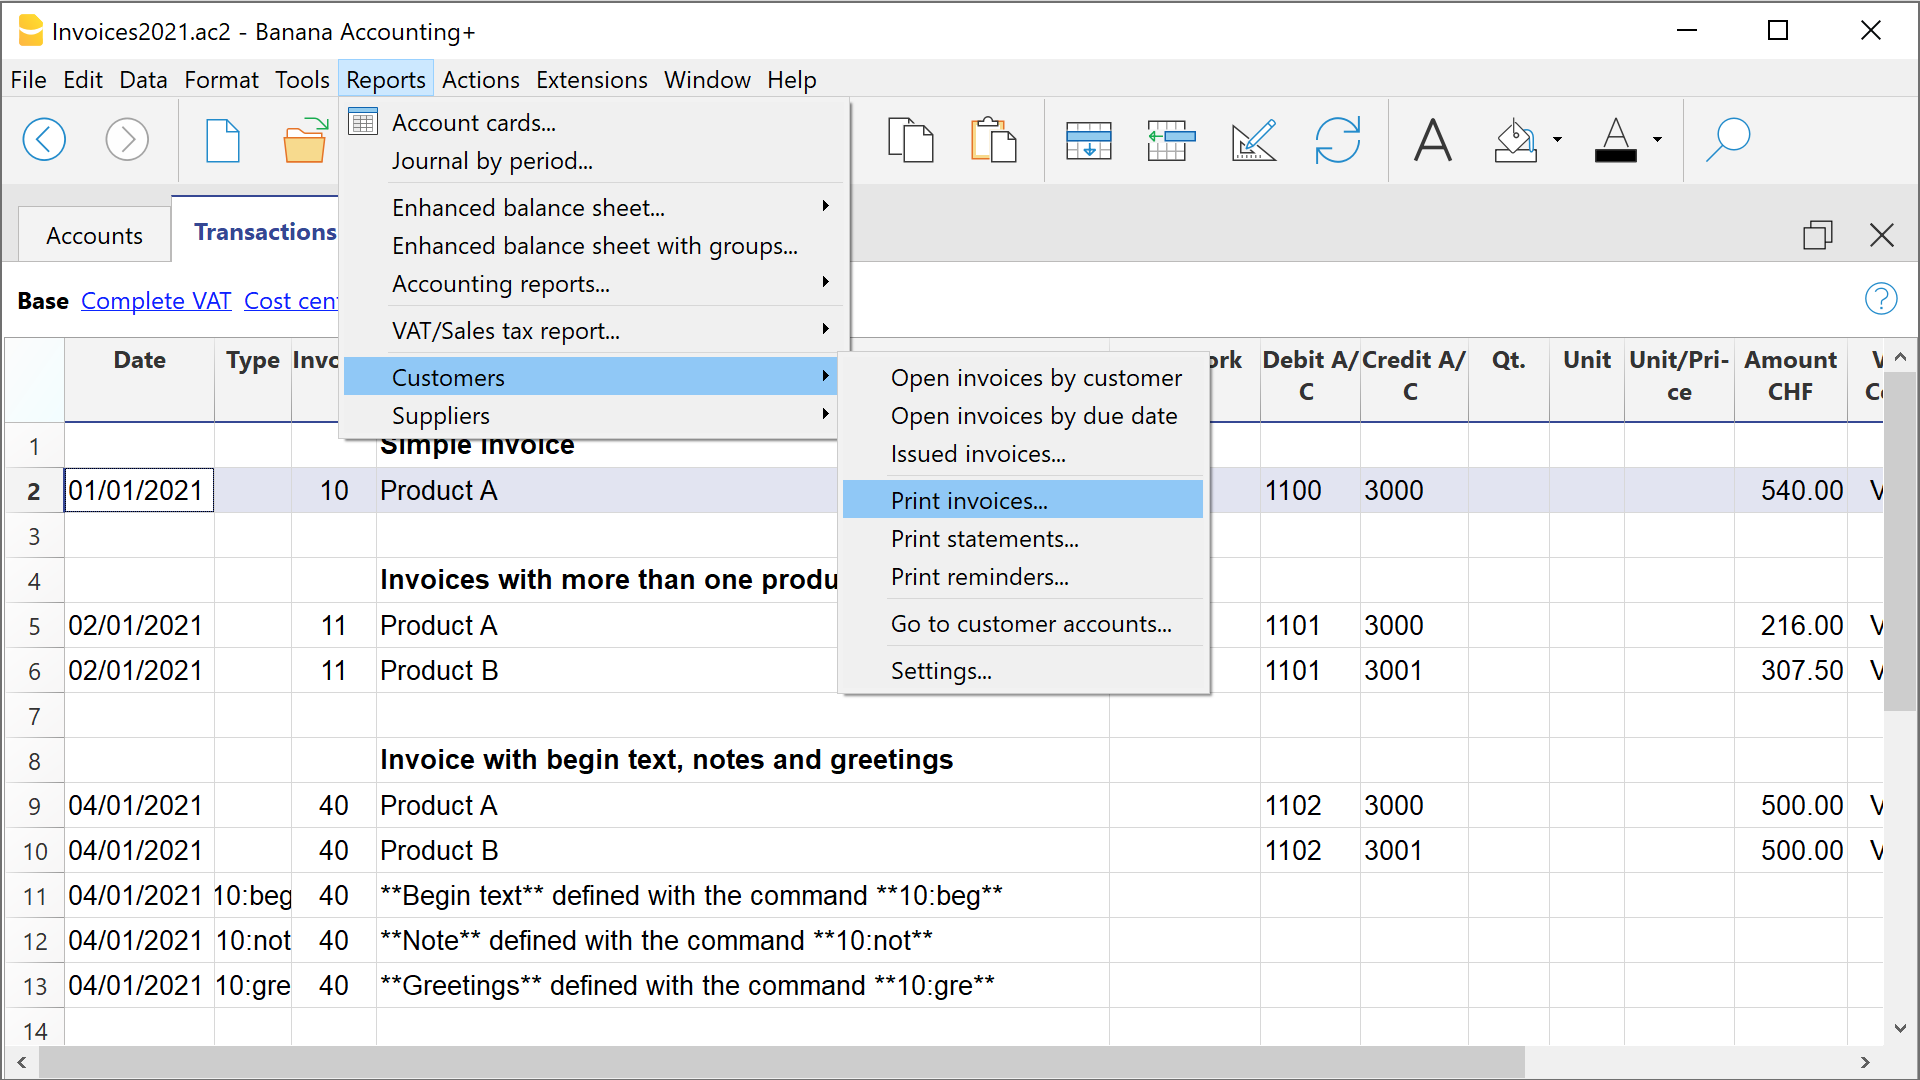 Invoices2021.ac2 - Banana Accounting+
File Edit Data Format Tools Reports Actions Extensions Window Help
Account cards...
Journal by period...
Enhanced balance sheet...
Enhanced balance sheet with groups...
Accounting reports...
VAT/Sales tax report...
Customers
Suppliers
Open invoices by customer
Open invoices by due date
Issued invoices...
Print invoices...
Print statements...
Print reminders...
Go to customer accounts...
Settings...
Accounts Transactions
Base Complete VAT Cost cen
Date Type Invo ork Debit A/C Credit A/C Qt. Unit Unit/Pri-ce Amount CHF
1 Simple invoice
2 01/01/2021 10 Product A 1100 3000 540.00 V
3
4 Invoices with more than one produ
5 02/01/2021 11 Product A 1101 3000 216.00 V
6 02/01/2021 11 Product B 1101 3001 307.50 V
7
8 Invoice with begin text, notes and greetings
9 04/01/2021 40 Product A 1102 3000 500.00 V
10 04/01/2021 40 Product B 1102 3001 500.00 V
11 04/01/2021 10:beg 40 **Begin text** defined with the command **10:beg**
12 04/01/2021 10:not 40 **Note** defined with the command **10:not**
13 04/01/2021 10:gre 40 **Greetings** defined with the command **10:gre**
14